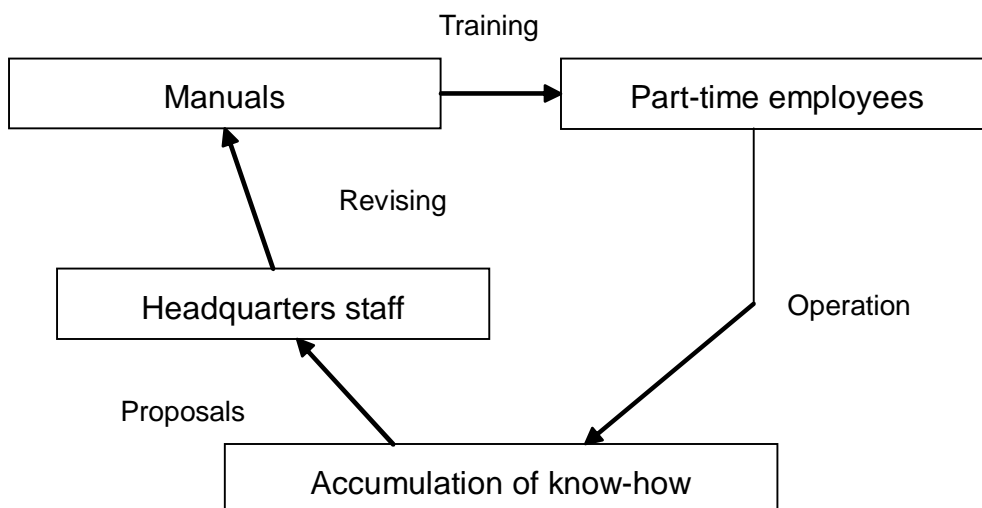 Training
Manuals
Part-time employees
Revising
Headquarters staff
Operation
Proposals
Accumulation of know-how